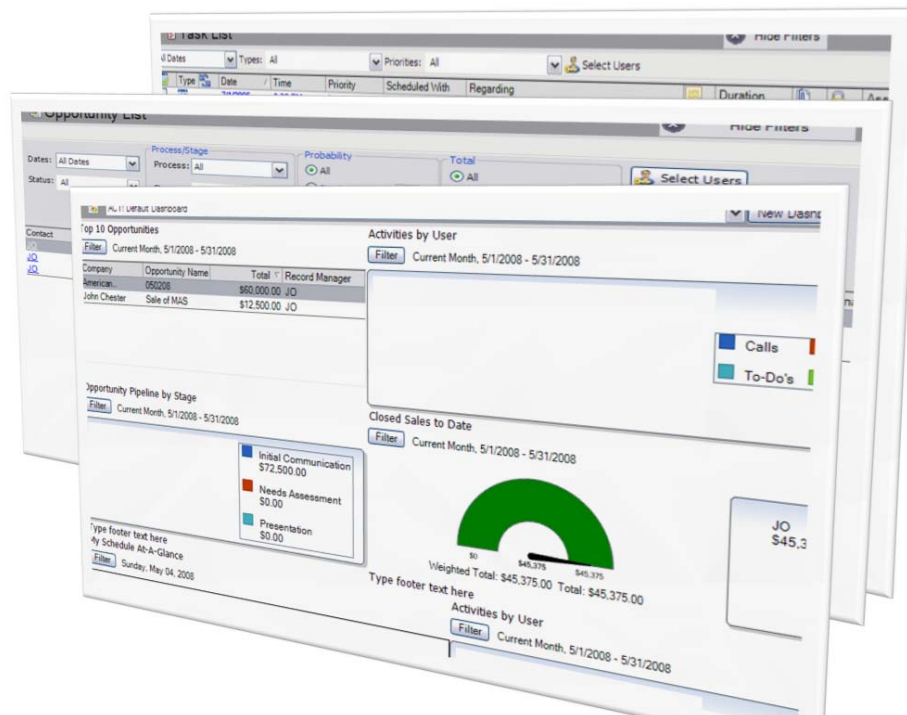 Task List
Hide Filters
All Dates Types: All Priorities: All Select Users
Type Date / Time Priority Scheduled With Regarding Duration
Opportunity List
Hide Filters
Dates: All Dates Process/Stage Probability Total
Process: All All All Select Users
Status: All
Contact
JO
JO
JO
ACT! Default Dashboard
New Dashb
Top 10 Opportunities
Filter Current Month, 5/1/2008 - 5/31/2008
Company Opportunity Name Total Record Manager
American.. 050208 $60,000.00 JO
John Chester Sale of MAS $12,500.00 JO
Activities by User
Filter Current Month, 5/1/2008 - 5/31/2008
Calls
To-Do's
Opportunity Pipeline by Stage
Filter Current Month, 5/1/2008 - 5/31/2008
Initial Communication
$72,500.00
Needs Assessment
$0.00
Presentation
$0.00
Closed Sales to Date
Filter Current Month, 5/1/2008 - 5/31/2008
$0 $45,375 $45,375
Weighted Total: $45,375.00 Total: $45,375.00
JO
$45,3
Type footer text here
Type footer text here
My Schedule At-A-Glance
Filter Sunday, May 04, 2008
Activities by User
Filter Current Month, 5/1/2008 - 5/31/2008